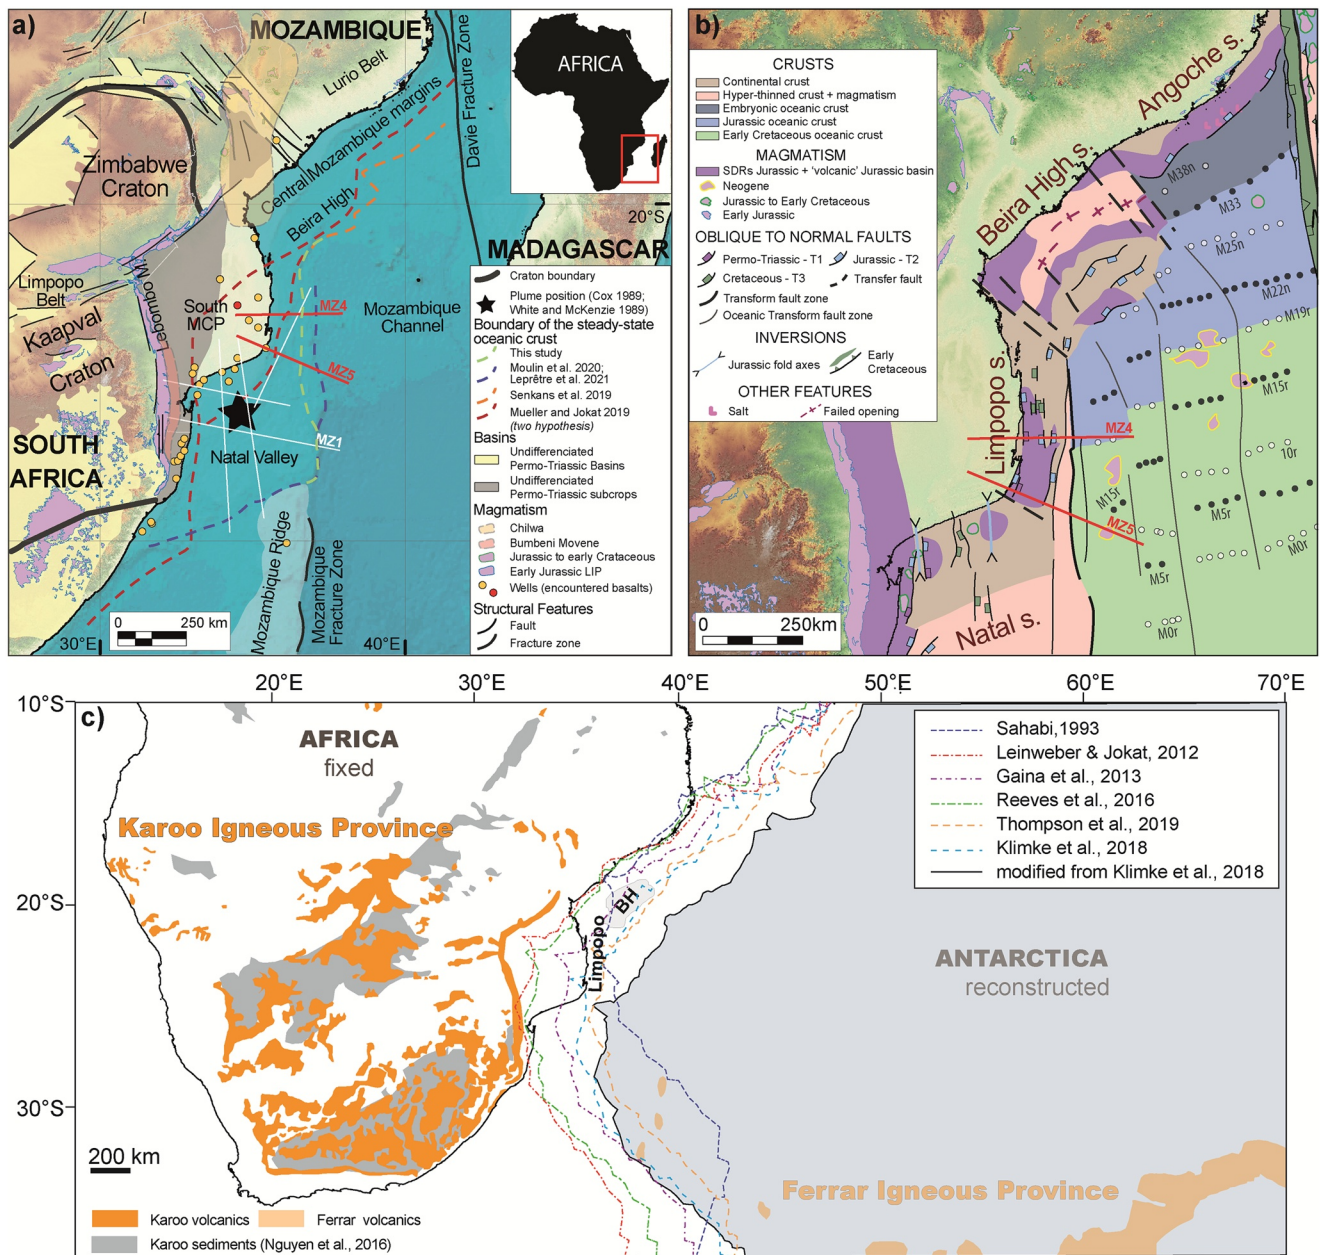 a)
MOZAMBIQUE
Lurio Belt
Davie Fracture Zone
AFRICA
Zimbabwe
Craton
Central Mozambique margins
Beira High
20°S
MADAGASCAR
Limpopo
Belt
Lebombo M.
South
MCP
MZ4
Mozambique
Channel
Kaapval
Craton
MZ5
SOUTH
AFRICA
MZ1
Natal Valley
Mozambique Ridge
Mozambique
Fracture Zone
0 250 km
30°E
40°E
Craton boundary
Plume position (Cox 1989;
White and McKenzie 1989)
Boundary of the steady-state
oceanic crust
This study
Moulin et al. 2020;
Leprêtre et al. 2021
Senkans et al. 2019
Mueller and Jokat 2019
(two hypothesis)
Basins
Undifferenciated
Permo-Triassic Basins
Undifferenciated
Permo-Triassic subcrops
Magmatism
Chilwa
Bumbeni Movene
Jurassic to early Crataceous
Early Jurassic LIP
Wells (encountered basalts)
Structural Features
Fault
Fracture zone
b)
CRUSTS
Continental crust
Hyper-thinned crust + magmatism
Embryonic oceanic crust
Jurassic oceanic crust
Early Cretaceous oceanic crust
MAGMATISM
SDRs Jurassic + 'volcanic' Jurassic basin
Neogene
Jurassic to Early Cretaceous
Early Jurassic
OBLIQUE TO NORMAL FAULTS
Permo-Triassic - T1
Jurassic - T2
Cretaceous - T3
Transfer fault
Transform fault zone
Oceanic Transform fault zone
INVERSIONS
Jurassic fold axes
Early
Cretaceous
OTHER FEATURES
Salt
Failed opening
Angoche s.
Beira High s.
M38n
M33
M25n
M22n
M19r
M15r
Limpopo s.
MZ4
10r
M15r
M5r
MZ5
M0r
M5r
Natal s.
M0r
0 250km
20°E
30°E
40°E
50°E
60°E
70°E
10°S
c)
AFRICA
fixed
Sahabi,1993
Leinweber & Jokat, 2012
Gaina et al., 2013
Reeves et al., 2016
Thompson et al., 2019
Klimke et al., 2018
modified from Klimke et al., 2018
Karoo Igneous Province
20°S
BH
Limpopo
ANTARCTICA
reconstructed
30°S
200 km
Ferrar Igneous Province
Karoo volcanics
Ferrar volcanics
Karoo sediments (Nguyen et al., 2016)